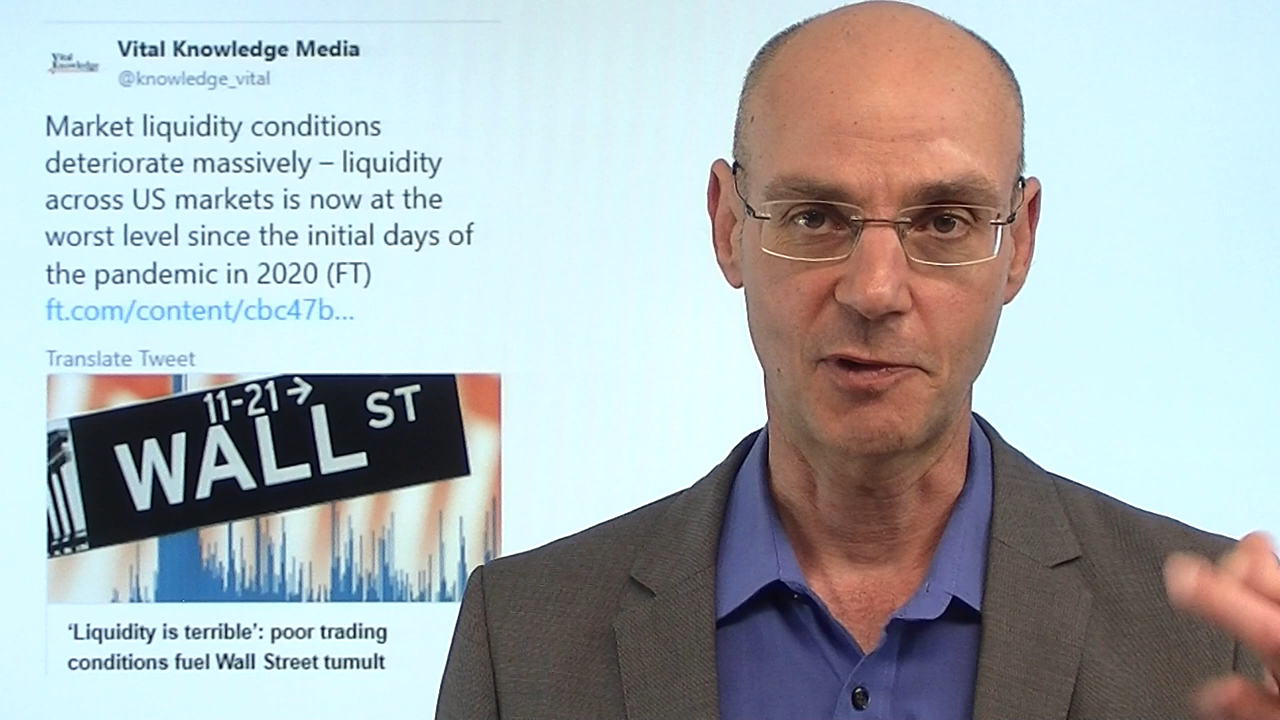 Vital Knowledge
Vital Knowledge Media
@knowledge_vital
Market liquidity conditions
deteriorate massively – liquidity
across US markets is now at the
worst level since the initial days of
the pandemic in 2020 (FT)
ft.com/content/cbc47b...
Translate Tweet
11-21→
WALL ST
‘Liquidity is terrible’: poor trading
conditions fuel Wall Street tumult